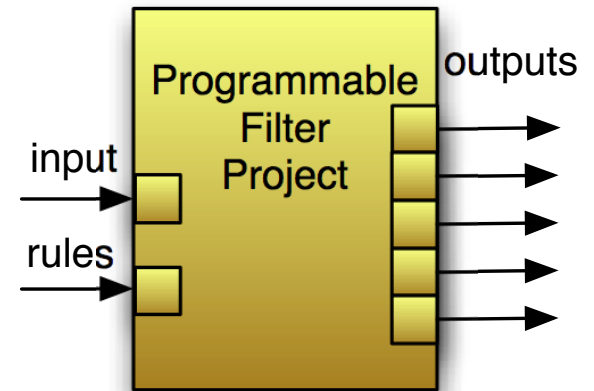 Programmable
Filter
Project
outputs
input
rules